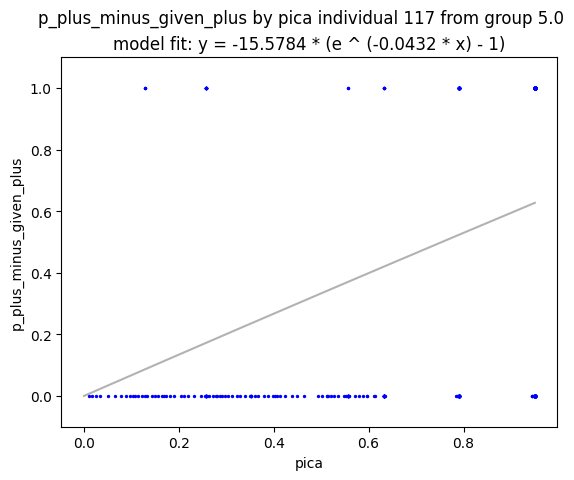 p_plus_minus_given_plus by pica individual 117 from group 5.0
model fit: y = -15.5784 * (e ^ (-0.0432 * x) - 1)
1.0
0.8
0.6
0.4
0.2
0.0
p_plus_minus_given_plus
0.0 0.2 0.4 0.6 0.8
pica